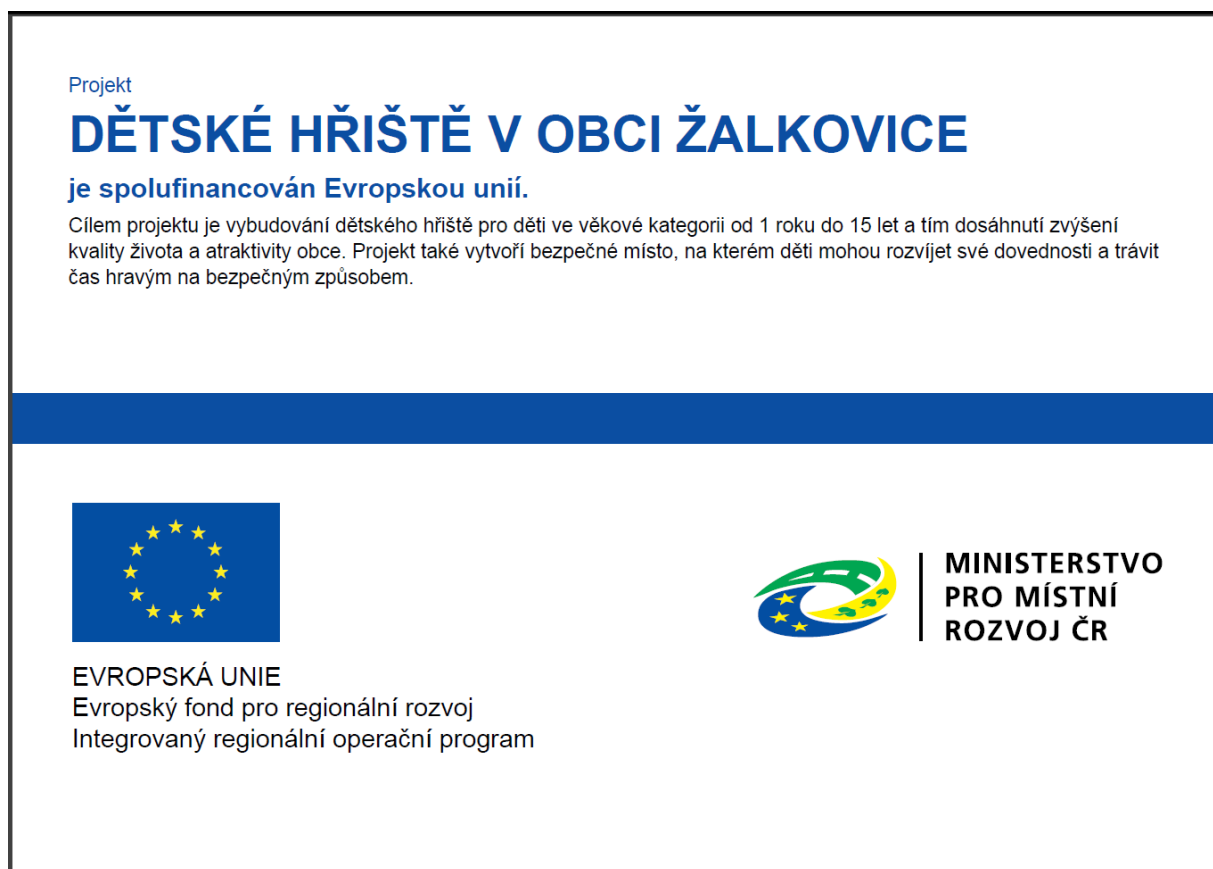 Projekt
DĚTSKÉ HŘIŠTĚ V OBCI ŽALKOVICE
je spolufinancován Evropskou unií.
Cílem projektu je vybudování dětského hřiště pro děti ve věkové kategorii od 1 roku do 15 let a tím dosáhnutí zvýšení
kvality života a atraktivity obce. Projekt také vytvoří bezpečné místo, na kterém děti mohou rozvíjet své dovednosti a trávit
čas hravým na bezpečným způsobem.
EVROPSKÁ UNIE
Evropský fond pro regionální rozvoj
Integrovaný regionální operační program
MINISTERSTVO
PRO MÍSTNÍ
ROZVOJ ČR